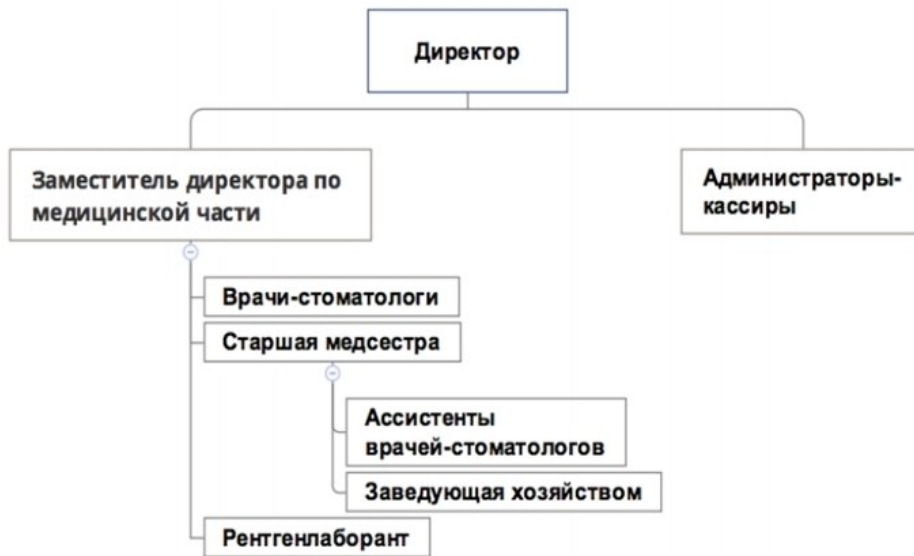 Директор
Заместитель директора по
медицинской части
Администраторы-
кассиры
Врачи-стоматологи
Старшая медсестра
Ассистенты
врачей-стоматологов
Заведующая хозяйством
Рентгенлаборант